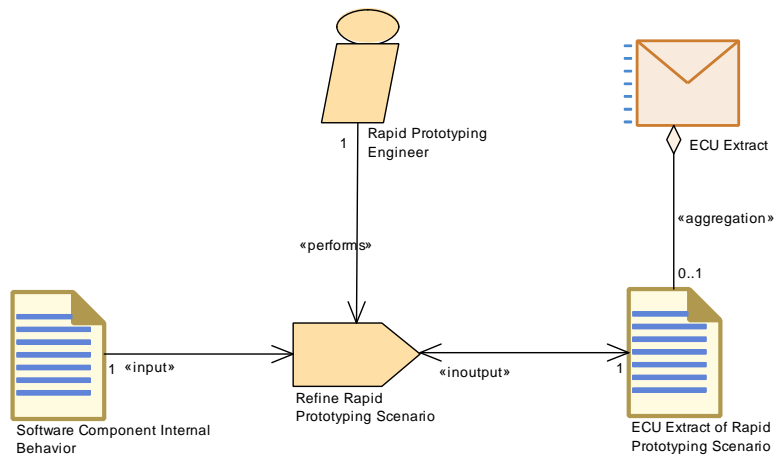 1
Rapid Prototyping
Engineer
ECU Extract
«aggregation»
«performs»
0..1
1
«input»
«inoutput»
1
Refine Rapid
Prototyping Scenario
Software Component Internal
Behavior
ECU Extract of Rapid
Prototyping Scenario